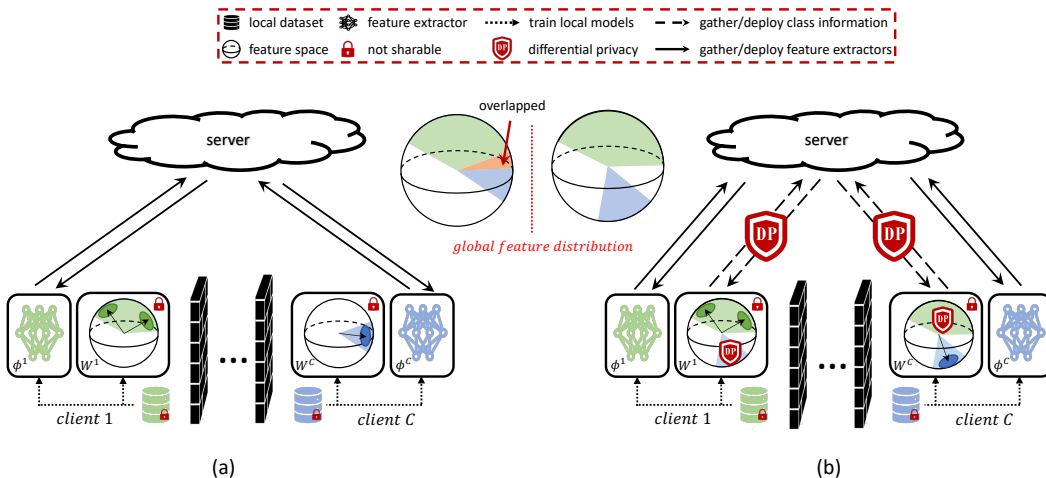 local dataset feature extractor train local models gather/deploy class information
feature space not sharable DP differential privacy gather/deploy feature extractors
overlapped
server
server
global feature distribution
DP
DP
ϕ¹
W¹
W^C
ϕ^C
client 1
client C
ϕ¹
W¹
DP
DP
W^C
ϕ^C
client 1
client C
(a)
(b)